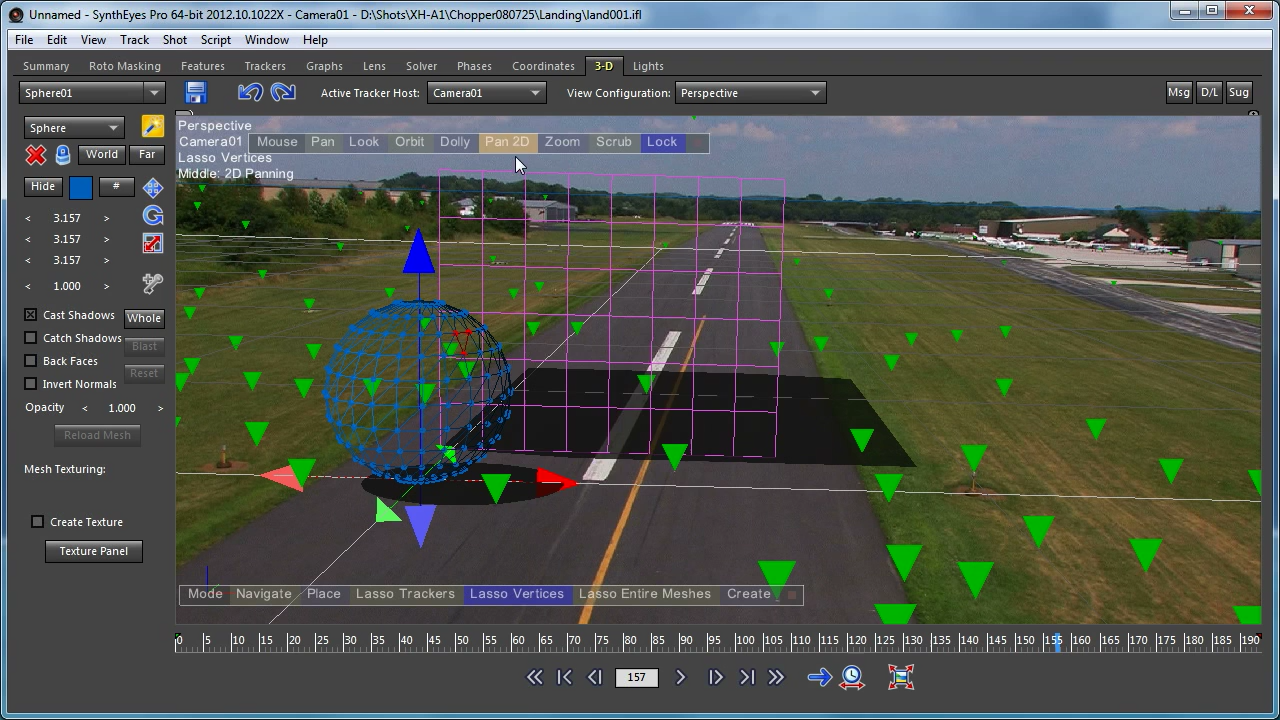 Unnamed - SynthEyes Pro 64-bit 2012.10.1022X - Camera01 - D:\Shots\XH-A1\Chopper080725\Landing\land001.ifl
File Edit View Track Shot Script Window Help
Summary Roto Masking Features Trackers Graphs Lens Solver Phases Coordinates 3-D Lights
Sphere01 Active Tracker Host: Camera01 View Configuration: Perspective Msg D/L Sug
Sphere
World Far
Hide #
< 3.157 >
< 3.157 >
< 3.157 >
< 1.000 >
Cast Shadows Whole
Catch Shadows Blast
Back Faces
Invert Normals Reset
Opacity < 1.000 >
Reload Mesh
Mesh Texturing:
Create Texture
Texture Panel
Perspective
Camera01 Mouse Pan Look Orbit Dolly Pan 2D Zoom Scrub Lock
Lasso Vertices
Middle: 2D Panning
Mode Navigate Place Lasso Trackers Lasso Vertices Lasso Entire Meshes Create
0 5 10 15 20 25 30 35 40 45 50 55 60 65 70 75 80 85 90 95 100 105 110 115 120 125 130 135 140 145 150 155 160 165 170 175 180 185 190
157